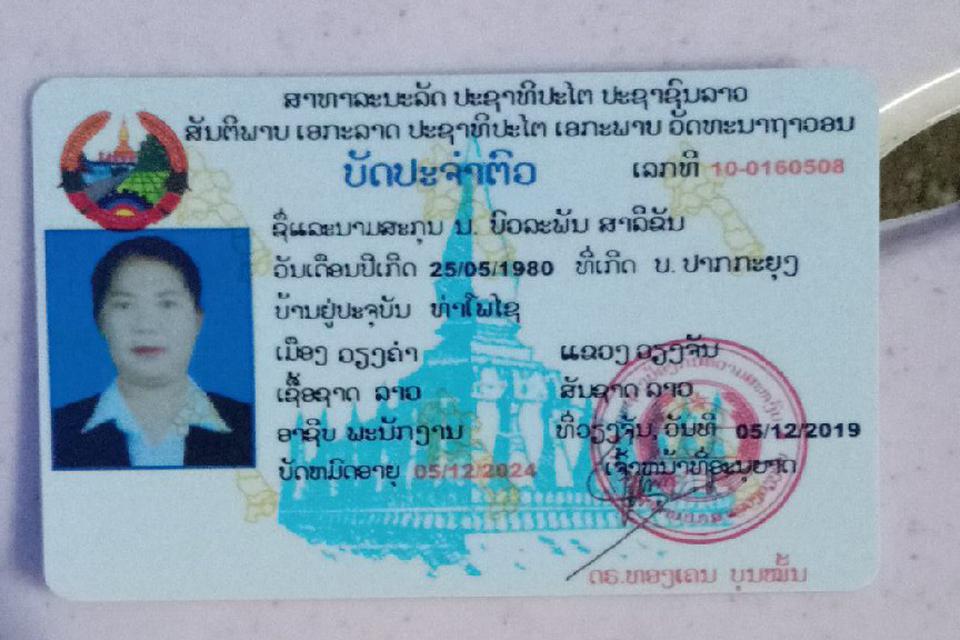 ສາທາລະນະລັດ ປະຊາທິປະໄຕ ປະຊາຊົນລາວ
ສັນຕິພາບ ເອກະລາດ ປະຊາທິປະໄຕ ເອກະພາບ ວັດທະນາຖາວອນ
ບັດປະຈຳຕົວ ເລກທີ 10-0160508
ຊື່ແລະນາມສະກຸນ ນ. ບົວລະພັນ ສາລີຂັນ
ວັນເດືອນປີເກີດ 25/05/1980 ທີ່ເກີດ ບ. ປາກກະຍຸງ
ບ້ານຢູ່ປະຈຸບັນ ທ່າໂພໄຊ
ເມືອງ ວຽງຄຳ ແຂວງ ວຽງຈັນ
ເຊື້ອຊາດ ລາວ ສັນຊາດ ລາວ
ອາຊີບ ພະນັກງານ ທີ່ວຽງຈັນ, ວັນທີ 05/12/2019
ບັດຫມົດອາຍຸ 05/12/2024 ເຈົ້າຫນ້າທີ່ອະນຸຍາດ
ດຣ.ທອງເຄນ ບຸນໝັ້ນ